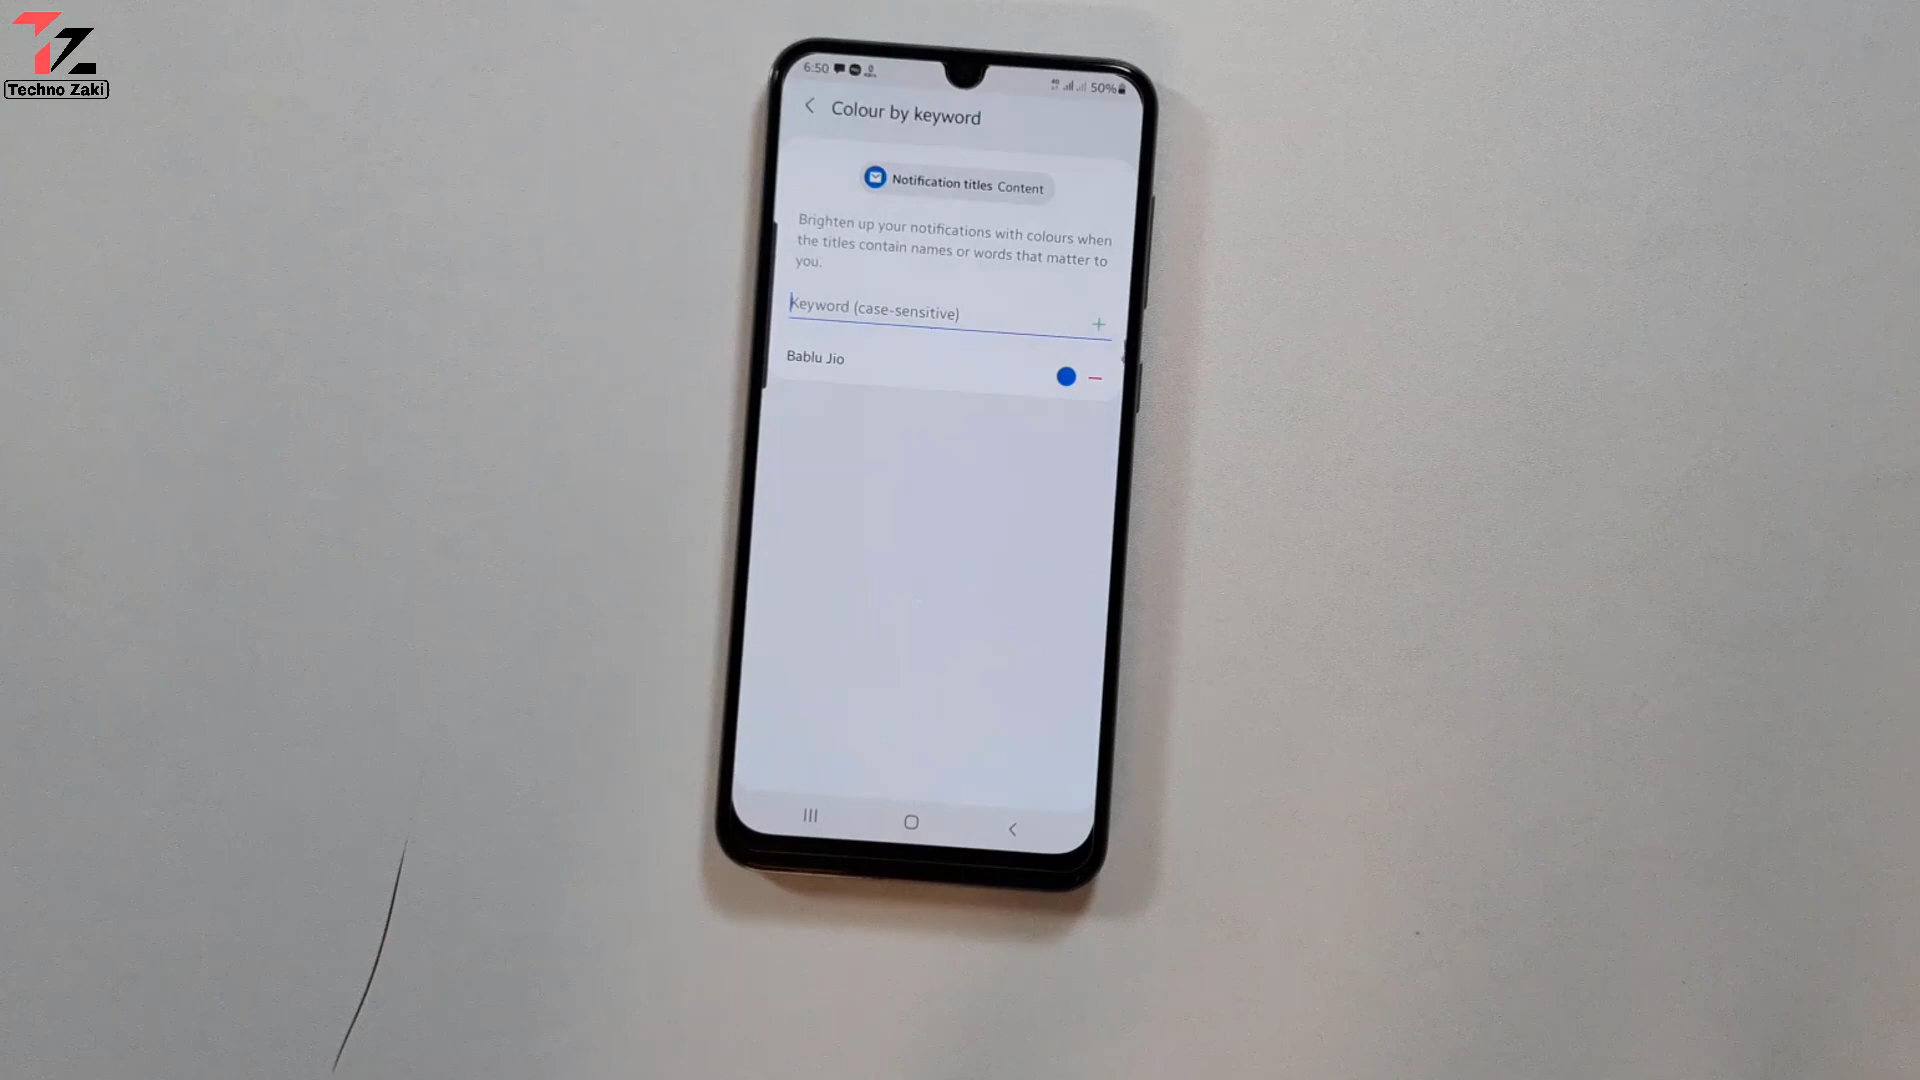 TZ
Techno Zaki
6:50
50%
Colour by keyword
Notification titles Content
Brighten up your notifications with colours when
the titles contain names or words that matter to
you.
Keyword (case-sensitive)
Bablu Jio